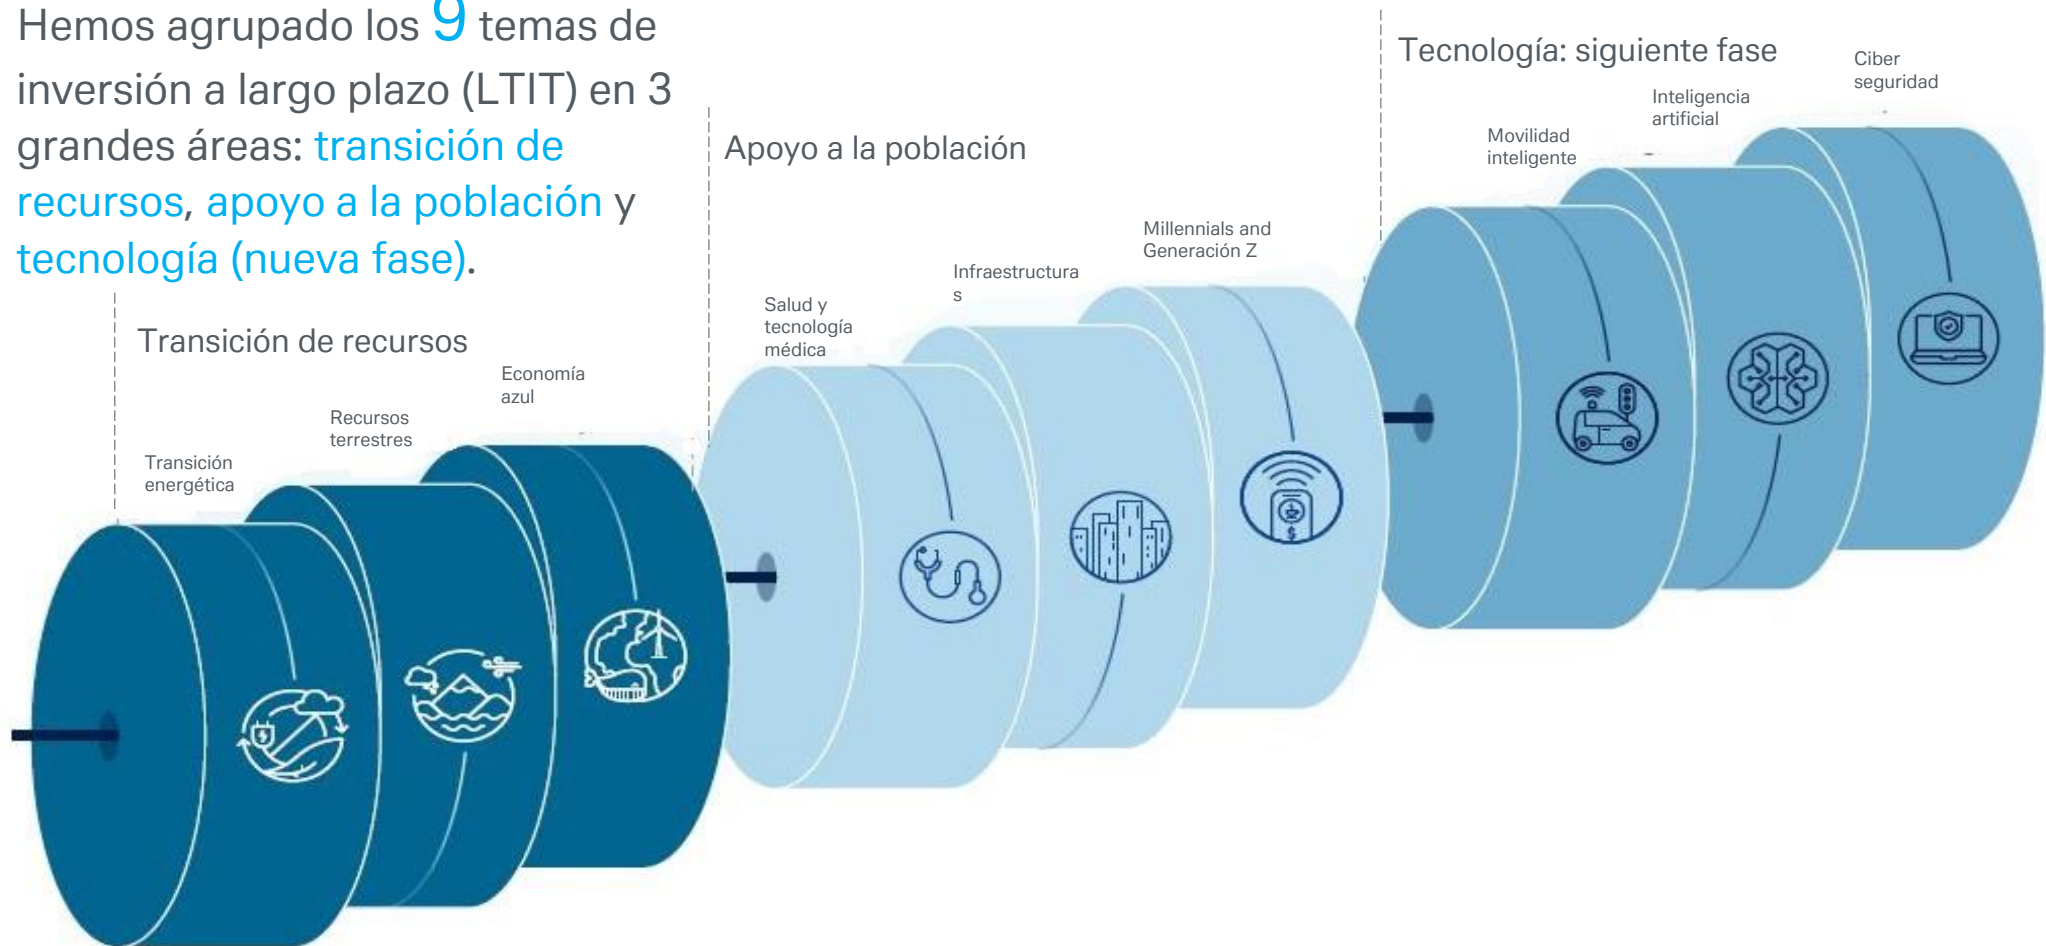 Hemos agrupado los 9 temas de
inversión a largo plazo (LTIT) en 3
grandes áreas: transición de
recursos, apoyo a la población y
tecnología (nueva fase).
Transición de recursos
Transición
energética
Recursos
terrestres
Economía
azul
Apoyo a la población
Salud y
tecnología
médica
Infraestructura
s
Millennials and
Generación Z
Tecnología: siguiente fase
Movilidad
inteligente
Inteligencia
artificial
Ciber
seguridad
$